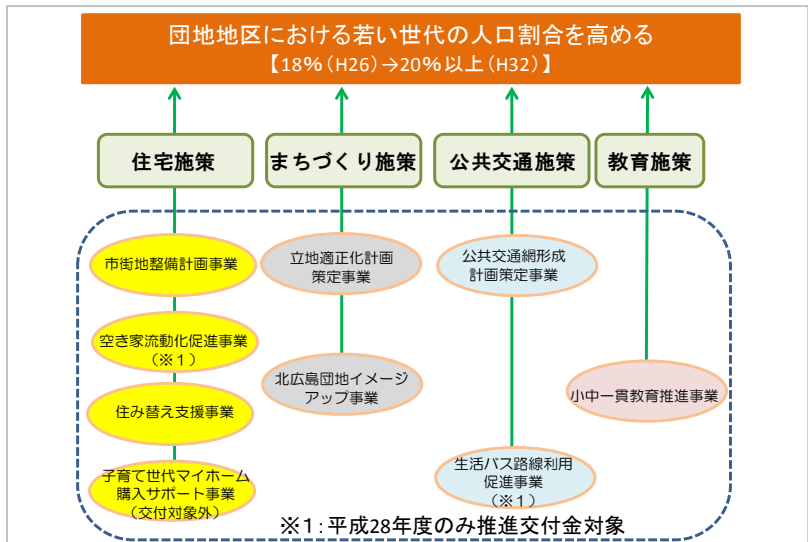 団地地区における若い世代の人口割合を高める
【18%（H26）→20%以上（H32）】
住宅施策
まちづくり施策
公共交通施策
教育施策
市街地整備計画事業
空き家流動化促進事業
（※１）
住み替え支援事業
子育て世代マイホーム
購入サポート事業
（交付対象外）
立地適正化計画
策定事業
北広島団地イメージ
アップ事業
公共交通網形成
計画策定事業
生活バス路線利用
促進事業
（※１）
小中一貫教育推進事業
※１：平成28年度のみ推進交付金対象